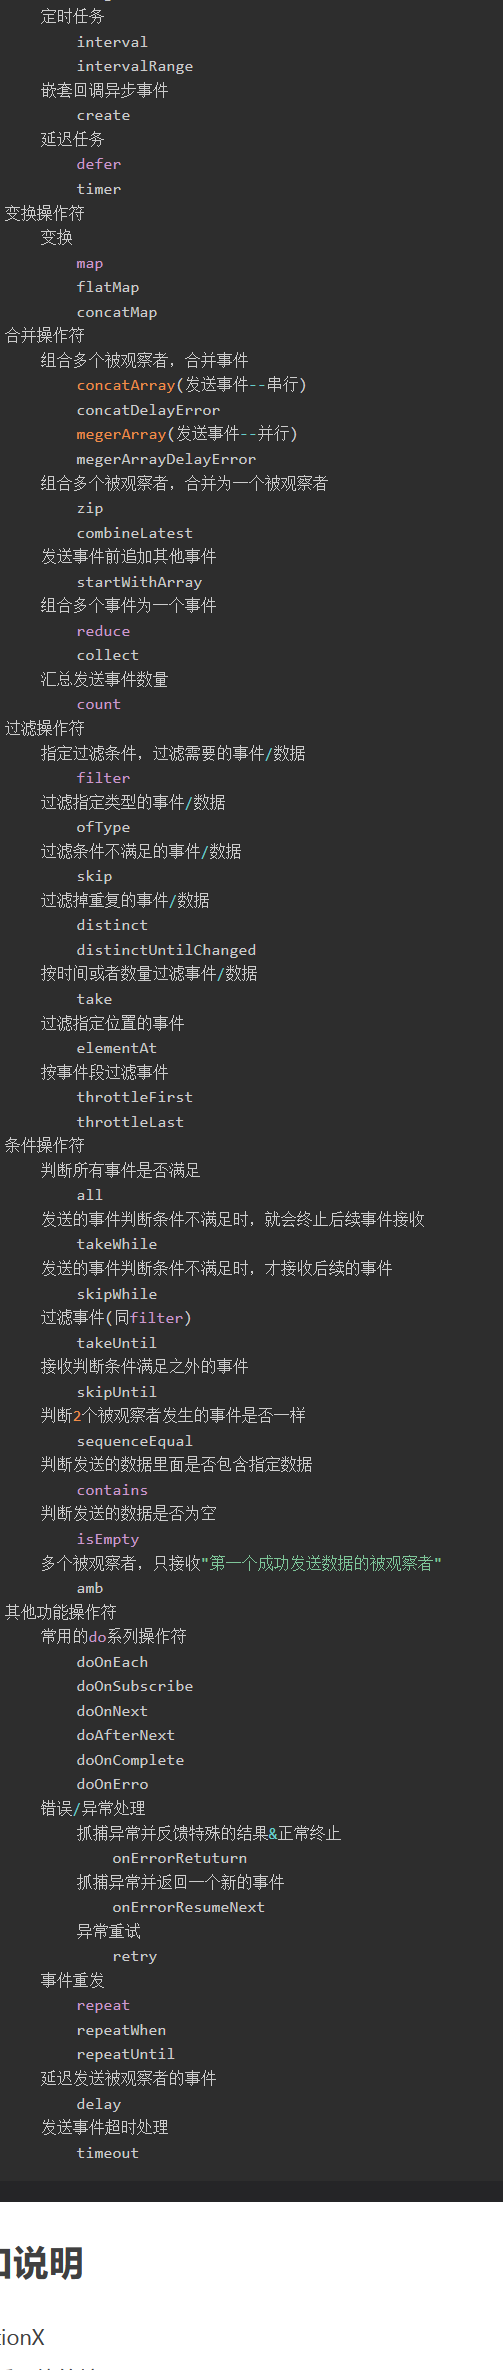 定时任务
interval
intervalRange
嵌套回调异步事件
create
延迟任务
defer
timer
变换操作符
变换
map
flatMap
concatMap
合并操作符
组合多个被观察者，合并事件
concatArray(发送事件--串行)
concatDelayError
megerArray(发送事件--并行)
megerArrayDelayError
组合多个被观察者，合并为一个被观察者
zip
combineLatest
发送事件前追加其他事件
startWithArray
组合多个事件为一个事件
reduce
collect
汇总发送事件数量
count
过滤操作符
指定过滤条件，过滤需要的事件/数据
filter
过滤指定类型的事件/数据
ofType
过滤条件不满足的事件/数据
skip
过滤掉重复的事件/数据
distinct
distinctUntilChanged
按时间或者数量过滤事件/数据
take
过滤指定位置的事件
elementAt
按事件段过滤事件
throttleFirst
throttleLast
条件操作符
判断所有事件是否满足
all
发送的事件判断条件不满足时，就会终止后续事件接收
takeWhile
发送的事件判断条件不满足时，才接收后续的事件
skipWhile
过滤事件(同filter)
takeUntil
接收判断条件满足之外的事件
skipUntil
判断2个被观察者发生的事件是否一样
sequenceEqual
判断发送的数据里面是否包含指定数据
contains
判断发送的数据是否为空
isEmpty
多个被观察者，只接收"第一个成功发送数据的被观察者"
amb
其他功能操作符
常用的do系列操作符
doOnEach
doOnSubscribe
doOnNext
doAfterNext
doOnComplete
doOnErro
错误/异常处理
抓捕异常并反馈特殊的结果&正常终止
onErrorRetuturn
抓捕异常并返回一个新的事件
onErrorResumeNext
异常重试
retry
事件重发
repeat
repeatWhen
repeatUntil
延迟发送被观察者的事件
delay
发送事件超时处理
timeout
说明
tionX